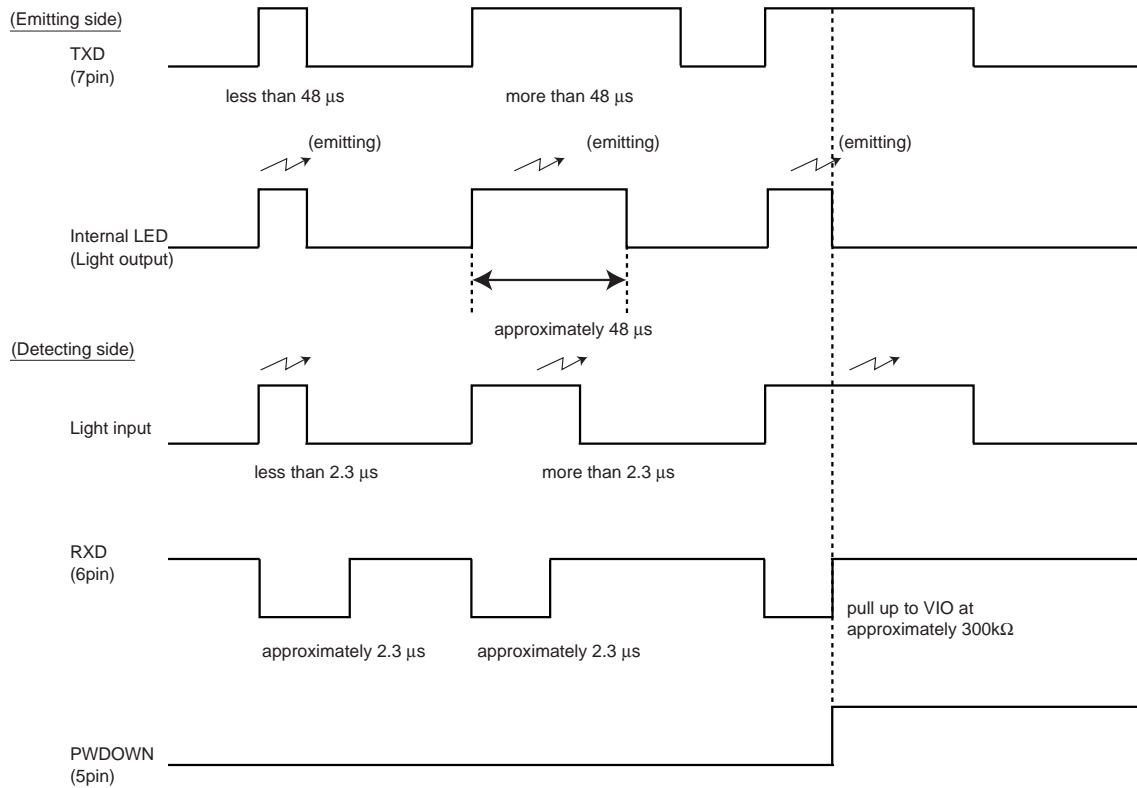 (Emitting side)
TXD
(7pin)
less than 48 μs
more than 48 μs
(emitting)
(emitting)
(emitting)
Internal LED
(Light output)
approximately 48 μs
(Detecting side)
Light input
less than 2.3 μs
more than 2.3 μs
RXD
(6pin)
pull up to VIO at
approximately 300kΩ
approximately 2.3 μs
approximately 2.3 μs
PWDOWN
(5pin)